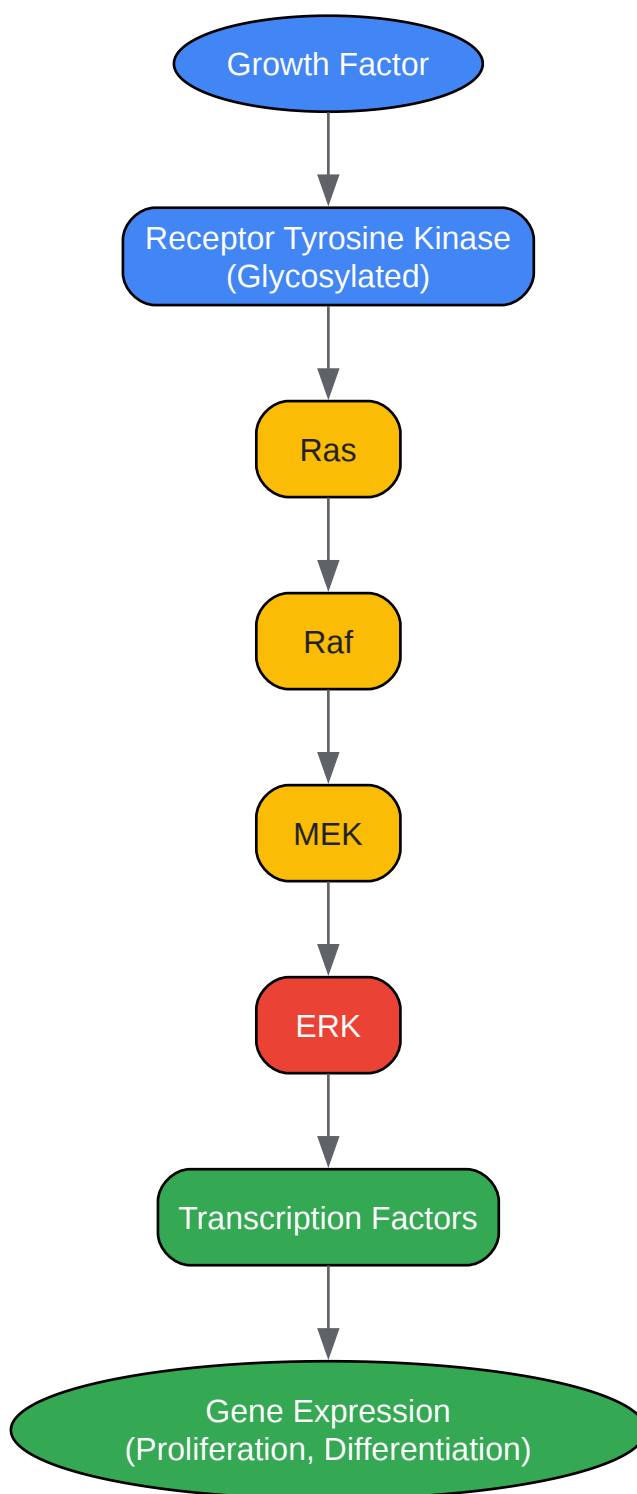 Growth Factor
Receptor Tyrosine Kinase
(Glycosylated)
Ras
Raf
MEK
ERK
Transcription Factors
Gene Expression
(Proliferation, Differentiation)